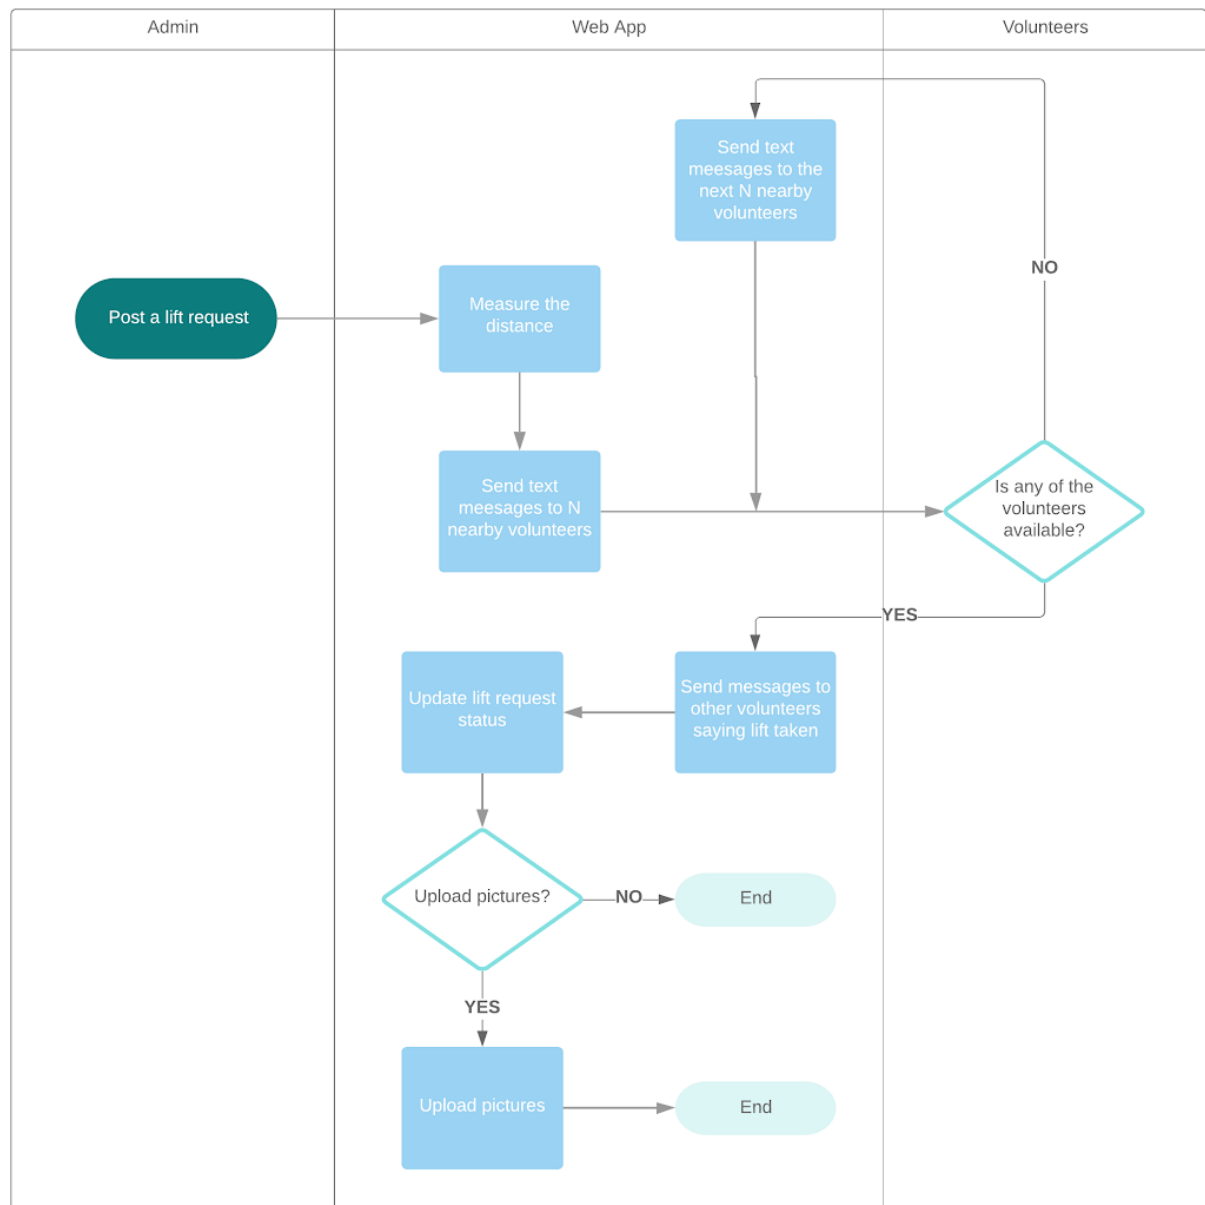 Admin
Web App
Volunteers
Send text
meesages to the
next N nearby
volunteers
NO
Post a lift request
Measure the
distance
Send text
meesages to N
nearby volunteers
Is any of the
volunteers
available?
YES
Update lift request
status
Send messages to
other volunteers
saying lift taken
Upload pictures?
NO
End
YES
Upload pictures
End